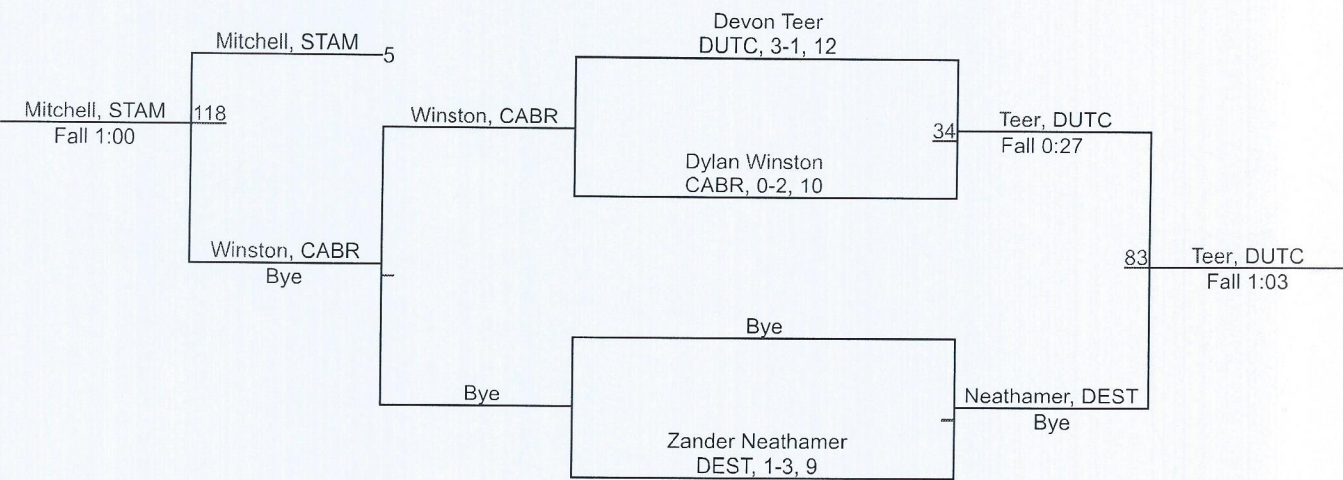 Devon Teer
DUTC, 3-1, 12
Mitchell, STAM
5
Mitchell, STAM
118
Fall 1:00
Winston, CABR
34
Teer, DUTC
Fall 0:27
Dylan Winston
CABR, 0-2, 10
Winston, CABR
Bye
83
Teer, DUTC
Fall 1:03
Bye
Bye
Neathamer, DEST
Bye
Zander Neathamer
DEST, 1-3, 9